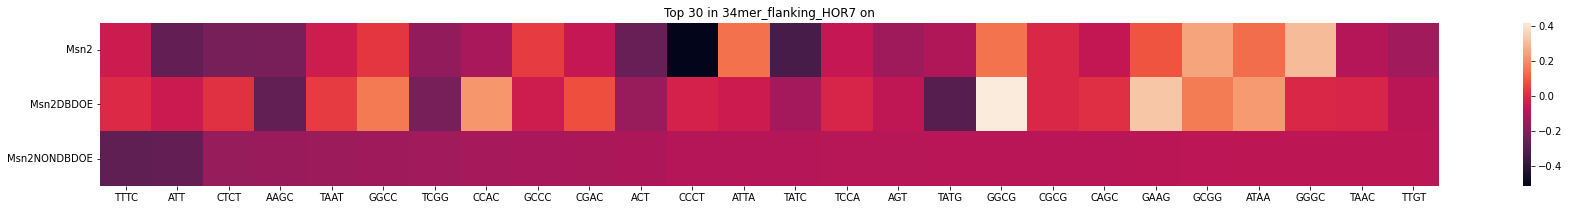 Top 30 in 34mer_flanking_HOR7 on
Msn2
Msn2DBDOE
Msn2NONDBDOE
TTTC ATT CTCT AAGC TAAT GGCC TCGG CCAC GCCC CGAC ACT CCCT ATTA TATC TCCA AGT TATG GGCG CGCG CAGC GAAG GCGG ATAA GGGC TAAC TTGT
0.4
0.2
0.0
−0.2
−0.4